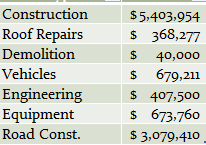 Construction $5,403,954
Roof Repairs $ 368,277
Demolition $ 40,000
Vehicles $ 679,211
Engineering $ 407,500
Equipment $ 673,760
Road Const. $ 3,079,410